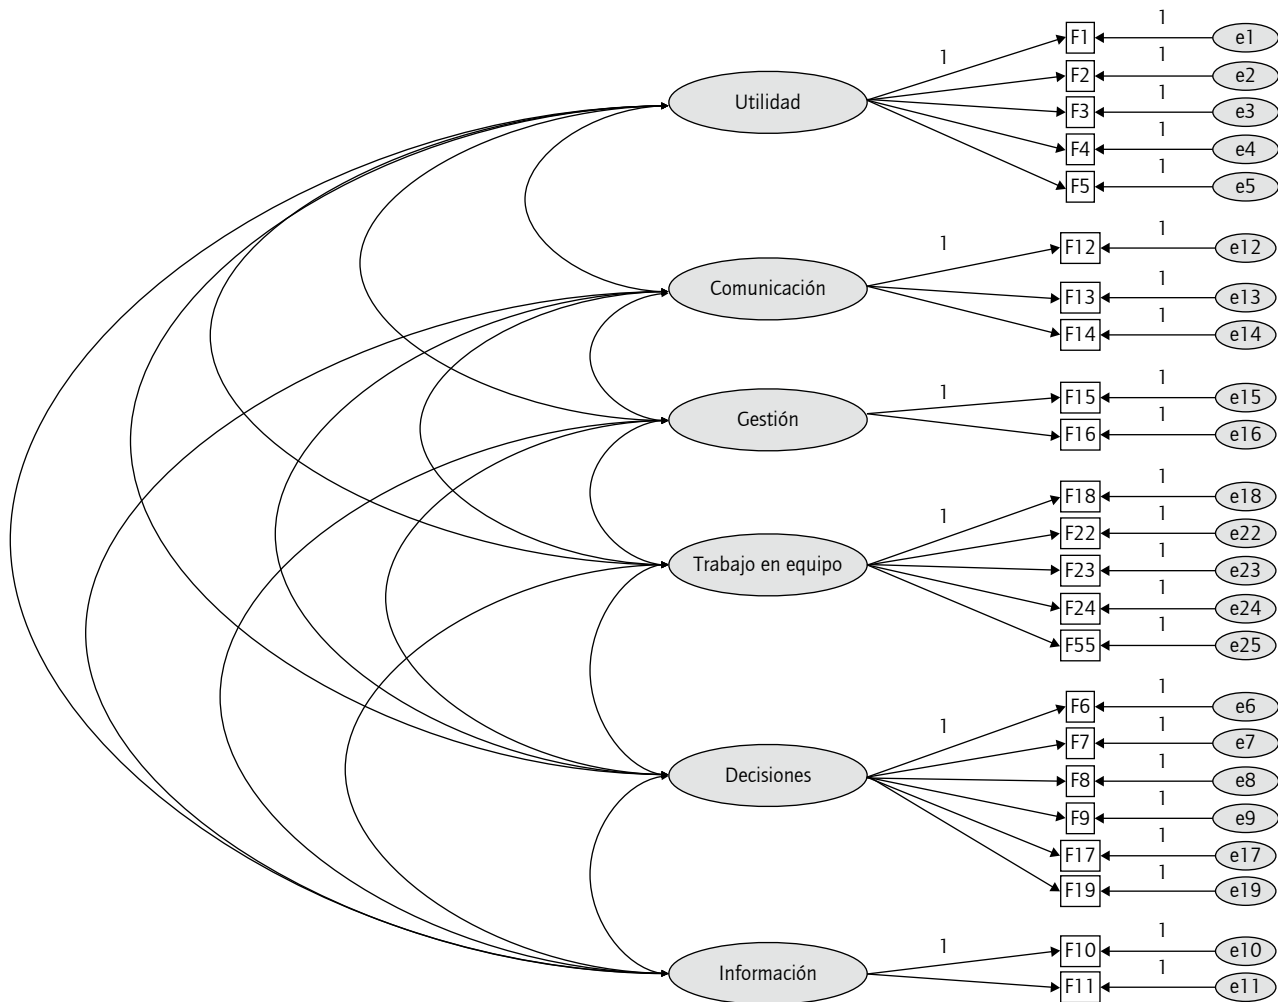 1
F1 1 e1
F2 1 e2
Utilidad
F3 1 e3
F4 1 e4
F5 1 e5
1
F12 1 e12
Comunicación
F13 1 e13
F14 1 e14
1
F15 1 e15
Gestión
F16 1 e16
1
F18 1 e18
F22 1 e22
Trabajo en equipo
F23 1 e23
F24 1 e24
F55 1 e25
1
F6 1 e6
F7 1 e7
Decisiones
F8 1 e8
F9 1 e9
F17 1 e17
F19 1 e19
1
F10 1 e10
Información
F11 1 e11